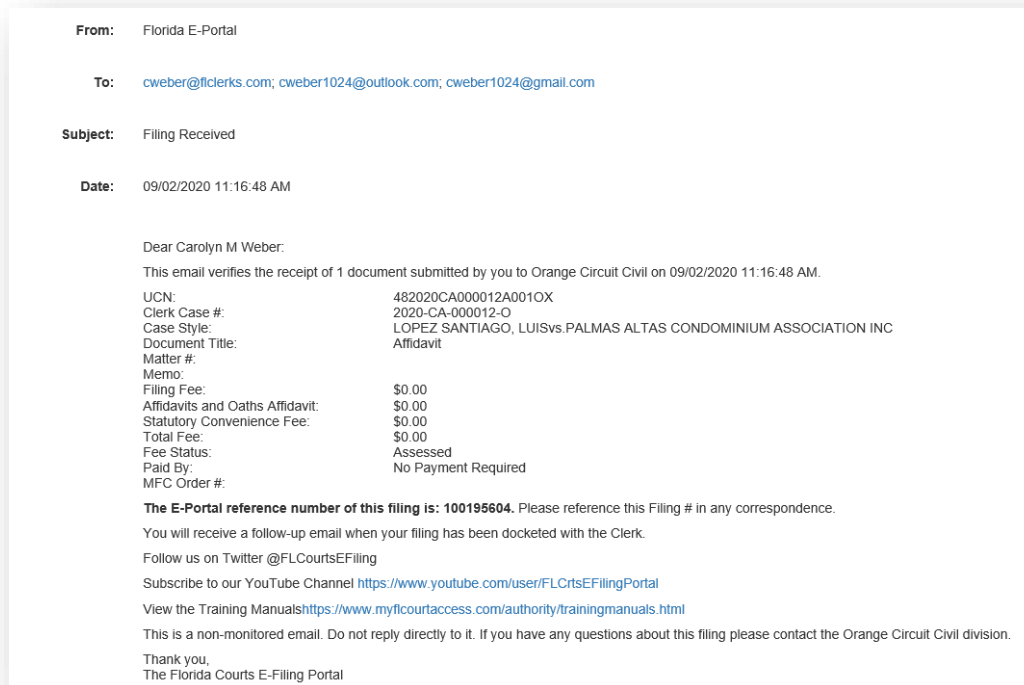 From: Florida E-Portal
To: cweber@flclerks.com; cweber1024@outlook.com; cweber1024@gmail.com
Subject: Filing Received
Date: 09/02/2020 11:16:48 AM
Dear Carolyn M Weber:
This email verifies the receipt of 1 document submitted by you to Orange Circuit Civil on 09/02/2020 11:16:48 AM.
UCN: 482020CA000012A001OX
Clerk Case #: 2020-CA-000012-O
Case Style: LOPEZ SANTIAGO, LUISvs.PALMAS ALTAS CONDOMINIUM ASSOCIATION INC
Document Title: Affidavit
Matter #:
Memo:
Filing Fee: $0.00
Affidavits and Oaths Affidavit: $0.00
Statutory Convenience Fee: $0.00
Total Fee: $0.00
Fee Status: Assessed
Paid By: No Payment Required
MFC Order #:
The E-Portal reference number of this filing is: 100195604. Please reference this Filing # in any correspondence.
You will receive a follow-up email when your filing has been docketed with the Clerk.
Follow us on Twitter @FLCourtsEFiling
Subscribe to our YouTube Channel https://www.youtube.com/user/FLCrtsEFilingPortal
View the Training Manualshttps://www.myflcourtaccess.com/authority/trainingmanuals.html
This is a non-monitored email. Do not reply directly to it. If you have any questions about this filing please contact the Orange Circuit Civil division.
Thank you,
The Florida Courts E-Filing Portal